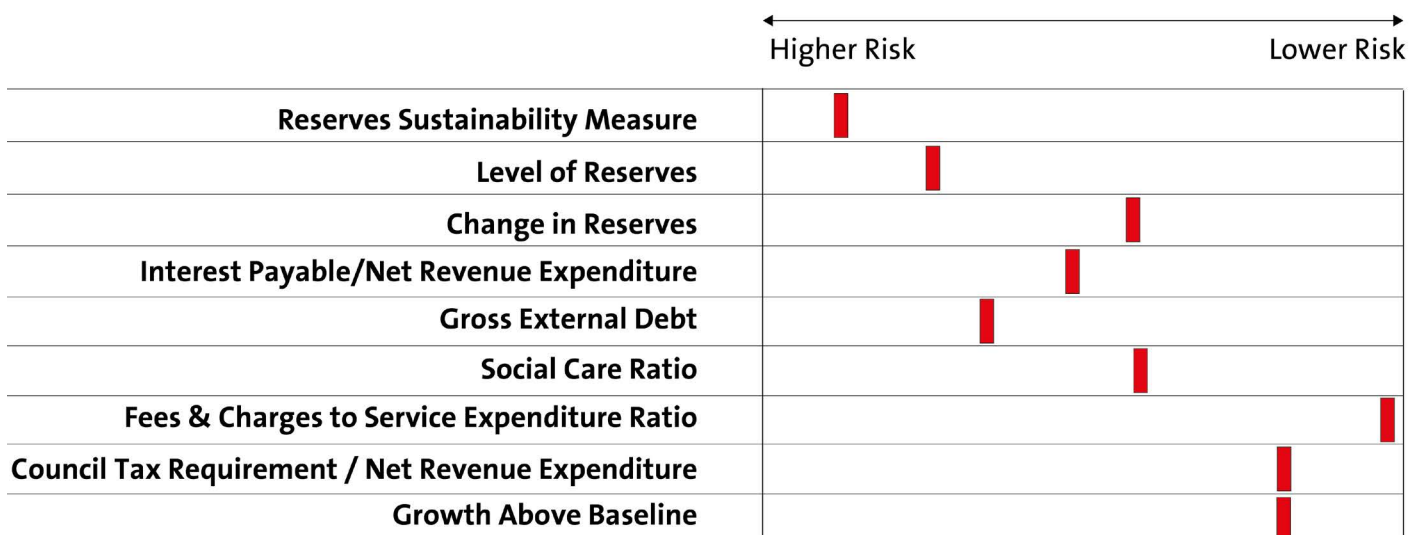 Higher Risk Lower Risk
Reserves Sustainability Measure
Level of Reserves
Change in Reserves
Interest Payable/Net Revenue Expenditure
Gross External Debt
Social Care Ratio
Fees & Charges to Service Expenditure Ratio
Council Tax Requirement / Net Revenue Expenditure
Growth Above Baseline